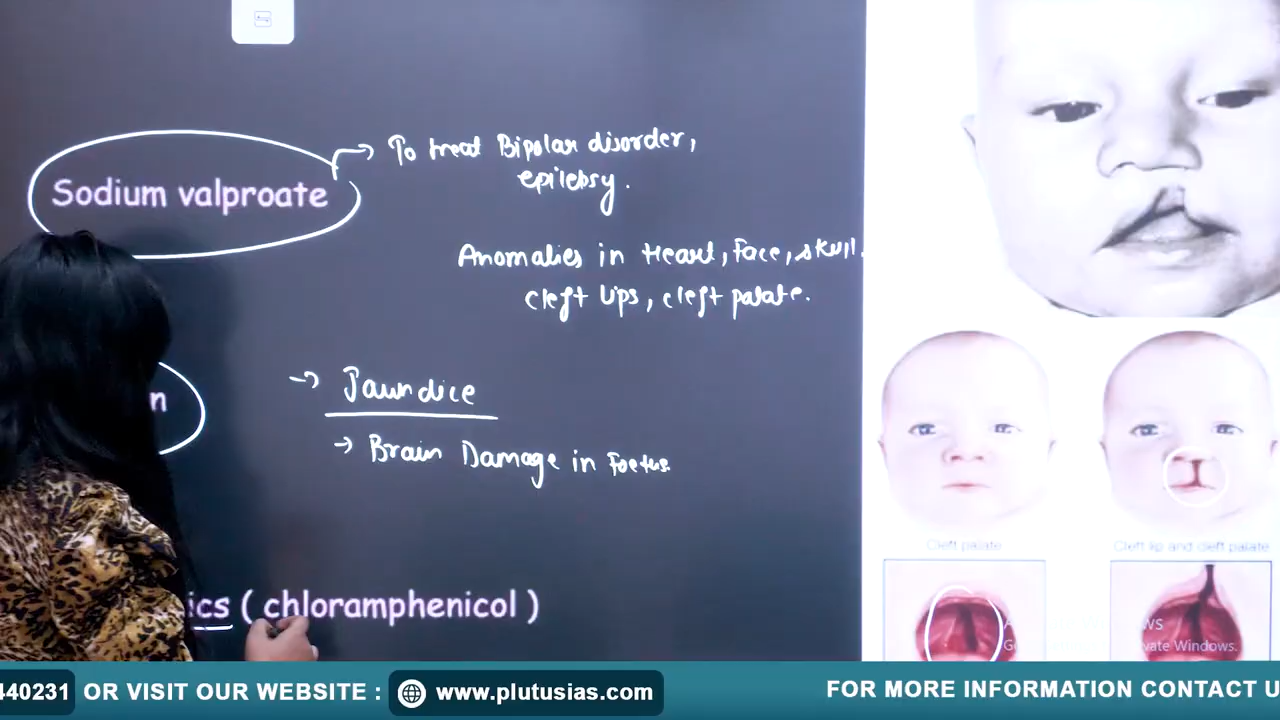 To treat Bipolar disorder,
epilebsy.
Sodium valproate
Anomalies in Heart, Face, skull.
cleft lips, cleft palate.
n
→ Jaundice
→ Brain Damage in Foetus.
ics ( chloramphenicol )
Cleft palate
Cleft lip and cleft palate
440231 OR VISIT OUR WEBSITE : www.plutusias.com FOR MORE INFORMATION CONTACT U